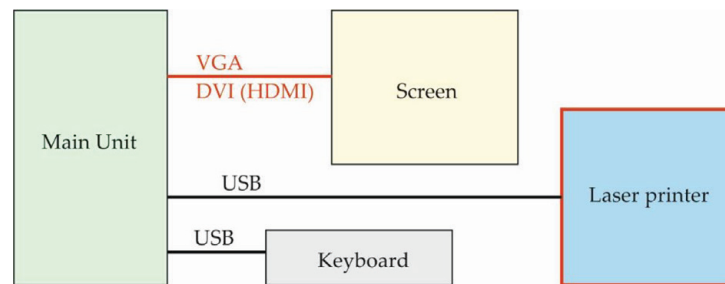 VGA
DVI (HDMI)
Screen
Main Unit
USB
Laser printer
USB
Keyboard